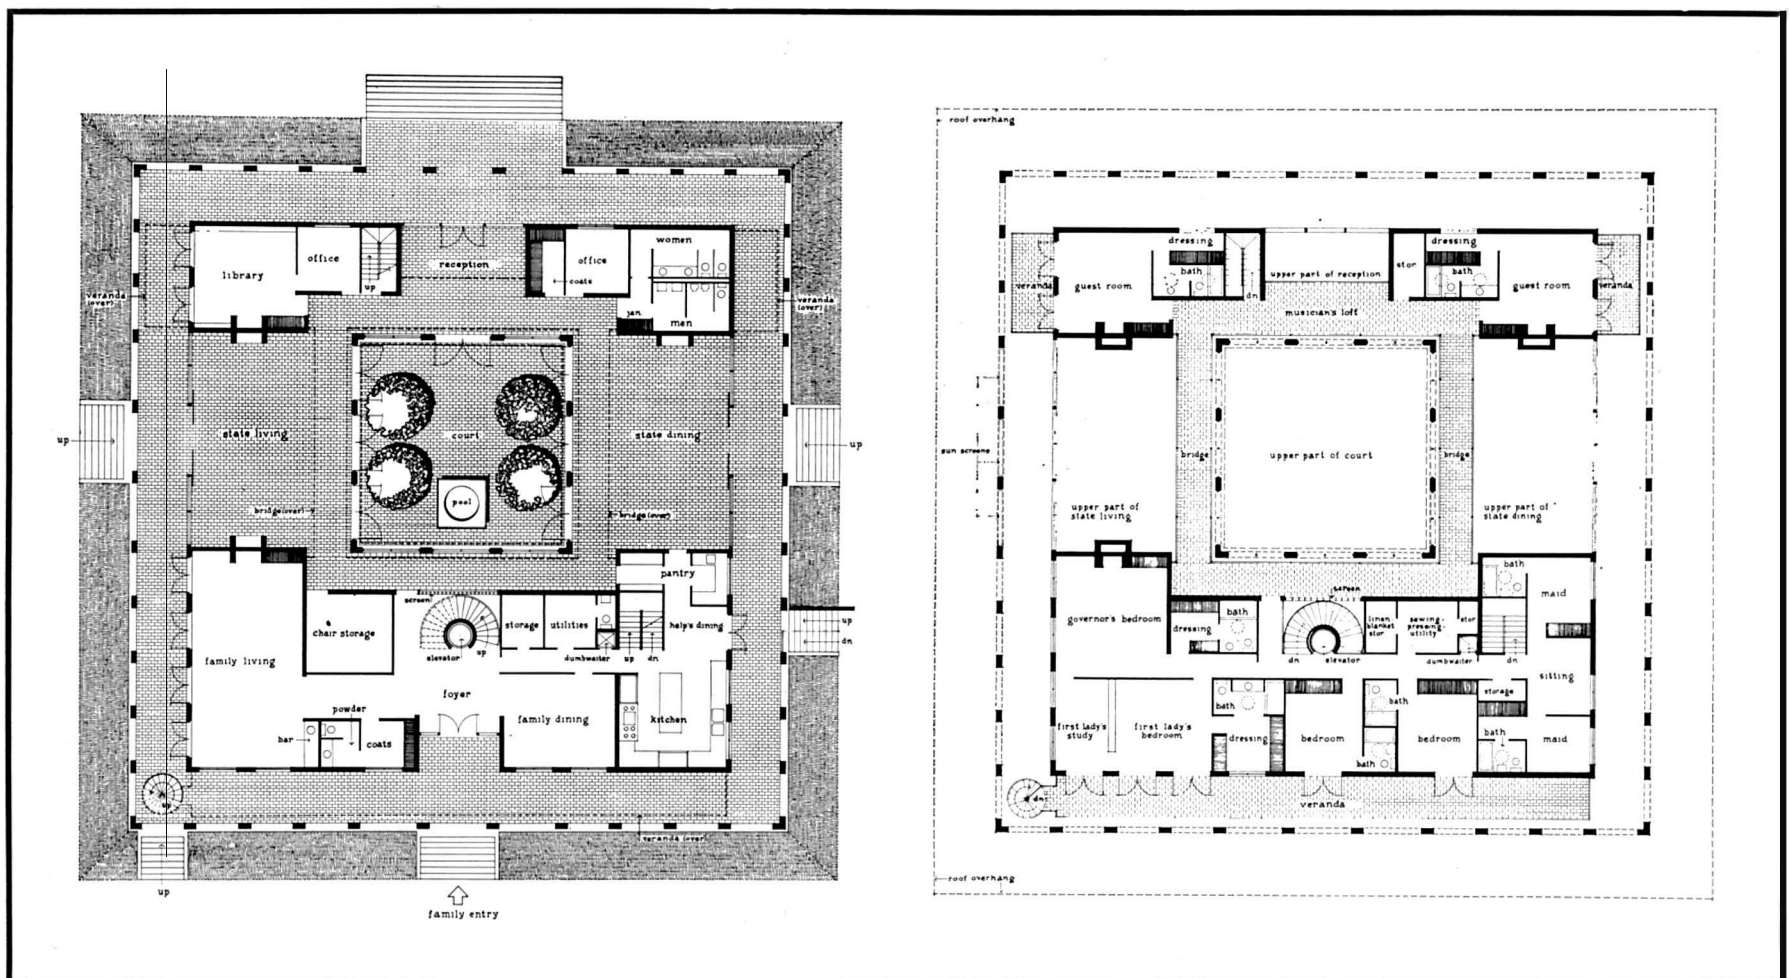 women
office
office
library
reception
up
coats
veranda
(over)
veranda
(over)
jan
men
state living
court
state dining
up
up
pool
bridge(over)
bridge(over)
pantry
screen
chair storage
storage
utilities
help's dining
up
dn
family living
elevator
up
dumbwaiter
up
dn
foyer
powder
family dining
kitchen
bar
coats
up
veranda (over)
up
family entry
roof overhang
dressing
dressing
bath
upper part of reception
stor
bath
veranda
guest room
guest room
veranda
dn
musician's loft
sun screens
bridge
upper part of court
bridge
upper part of
state living
upper part of
state dining
bath
screen
maid
governor's bedroom
bath
dressing
linen
blanket
stor
sewing-
pressing-
utility
stor
dn
elevator
dumbwaiter
dn
sitting
storage
bath
bath
first lady's
study
first lady's
bedroom
dressing
bedroom
bedroom
bath
maid
bath
dn
veranda
roof overhang